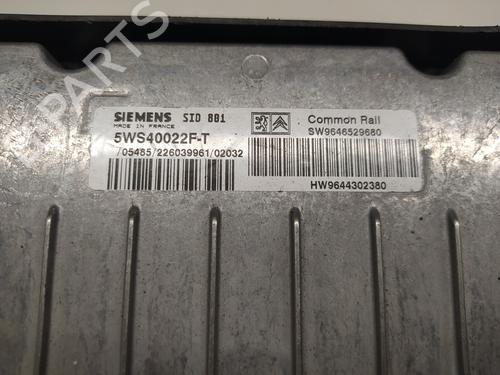 SIEMENS SID 801
MADE IN FRANCE
5WS40022F-T
/05485/226039961/02032
Common Rail
SW9646529680
HW9644302380
B-PARTS